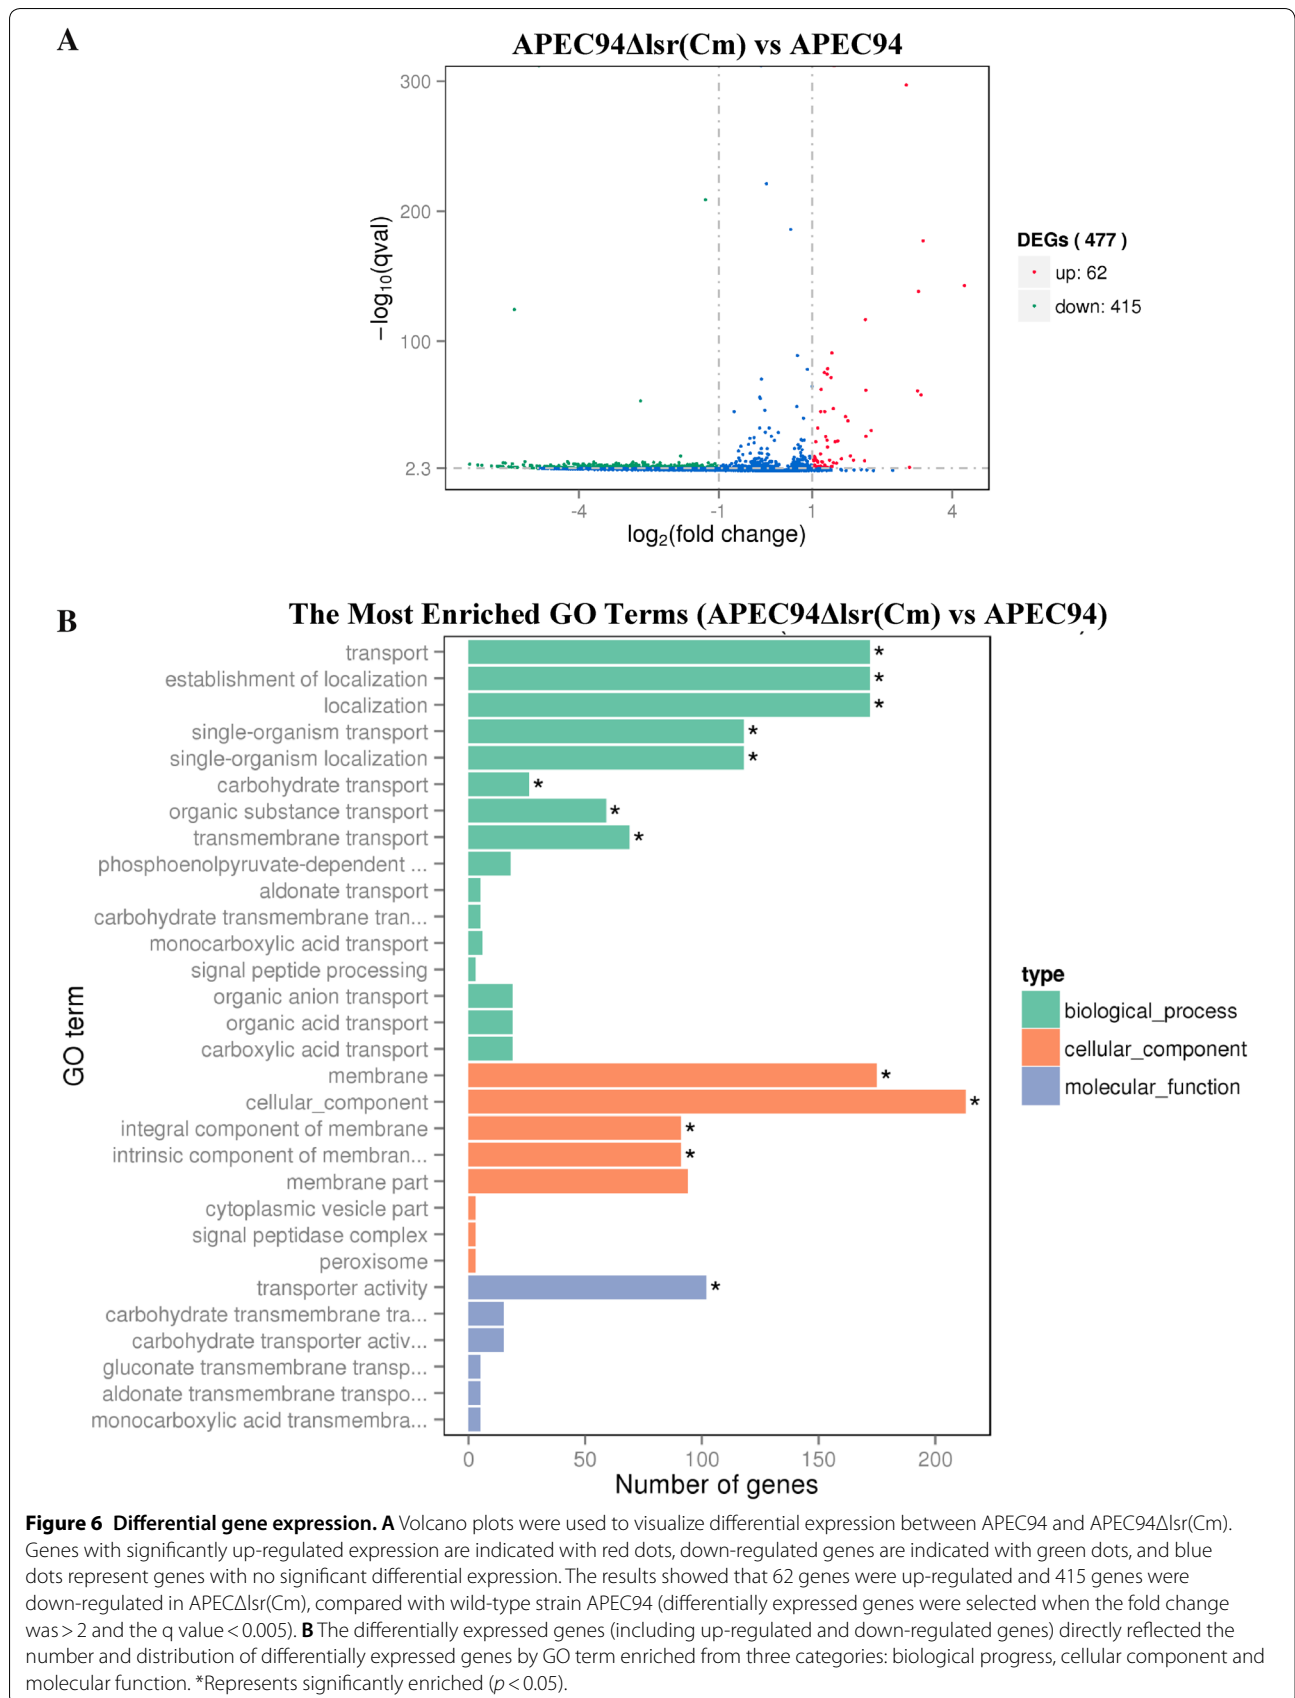 A
APEC94Δlsr(Cm) vs APEC94
300
200
100
2.3
−log10(qval)
-4
-1
1
4
log2(fold change)
DEGs ( 477 )
up: 62
down: 415
B
The Most Enriched GO Terms (APEC94Δlsr(Cm) vs APEC94)
transport
*
establishment of localization
*
localization
*
single-organism transport
*
single-organism localization
*
carbohydrate transport
*
organic substance transport
*
transmembrane transport
*
phosphoenolpyruvate-dependent ...
aldonate transport
carbohydrate transmembrane tran...
monocarboxylic acid transport
signal peptide processing
organic anion transport
organic acid transport
carboxylic acid transport
membrane
*
cellular_component
*
integral component of membrane
*
intrinsic component of membran...
*
membrane part
cytoplasmic vesicle part
signal peptidase complex
peroxisome
transporter activity
*
carbohydrate transmembrane tra...
carbohydrate transporter activ...
gluconate transmembrane transp...
aldonate transmembrane transpo...
monocarboxylic acid transmembra...
GO term
0
50
100
150
200
Number of genes
type
biological_process
cellular_component
molecular_function
Figure 6 Differential gene expression. A Volcano plots were used to visualize differential expression between APEC94 and APEC94Δlsr(Cm).
Genes with significantly up-regulated expression are indicated with red dots, down-regulated genes are indicated with green dots, and blue
dots represent genes with no significant differential expression. The results showed that 62 genes were up-regulated and 415 genes were
down-regulated in APECΔlsr(Cm), compared with wild-type strain APEC94 (differentially expressed genes were selected when the fold change
was > 2 and the q value < 0.005). B The differentially expressed genes (including up-regulated and down-regulated genes) directly reflected the
number and distribution of differentially expressed genes by GO term enriched from three categories: biological progress, cellular component and
molecular function. *Represents significantly enriched (p < 0.05).